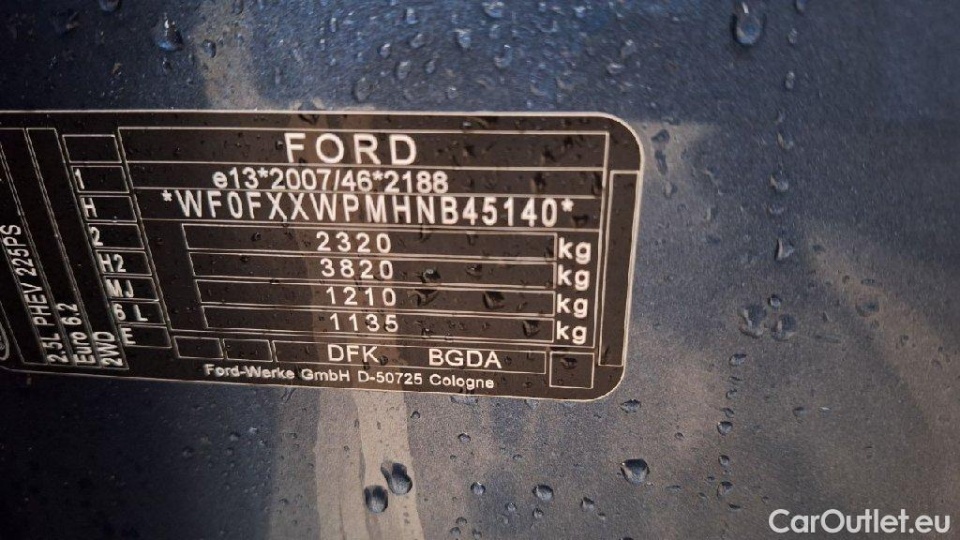 FORD
1 e13*2007/46*2188
H *WF0FXXWPMHNB45140*
2 2320 kg
H2 3820 kg
MJ 1210 kg
6 L 1135 kg
E DFK BGDA
Ford-Werke GmbH D-50725 Cologne
2.5L PHEV 225PS
Euro 6.2
2WD
CarOutlet.eu